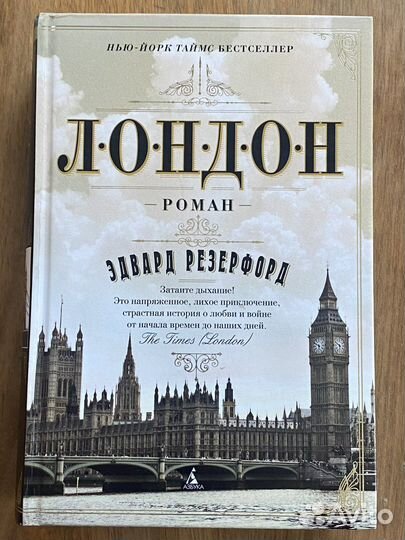 НЬЮ-ЙОРК ТАЙМС БЕСТСЕЛЛЕР
Л·О·Н·Д·О·Н
РОМАН
ЭДВАРД РЕЗЕРФОРД
Затаите дыхание!
Это напряженное, лихое приключение,
страстная история о любви и войне
от начала времен до наших дней.
The Times (London)
АЗБУКА
Avito